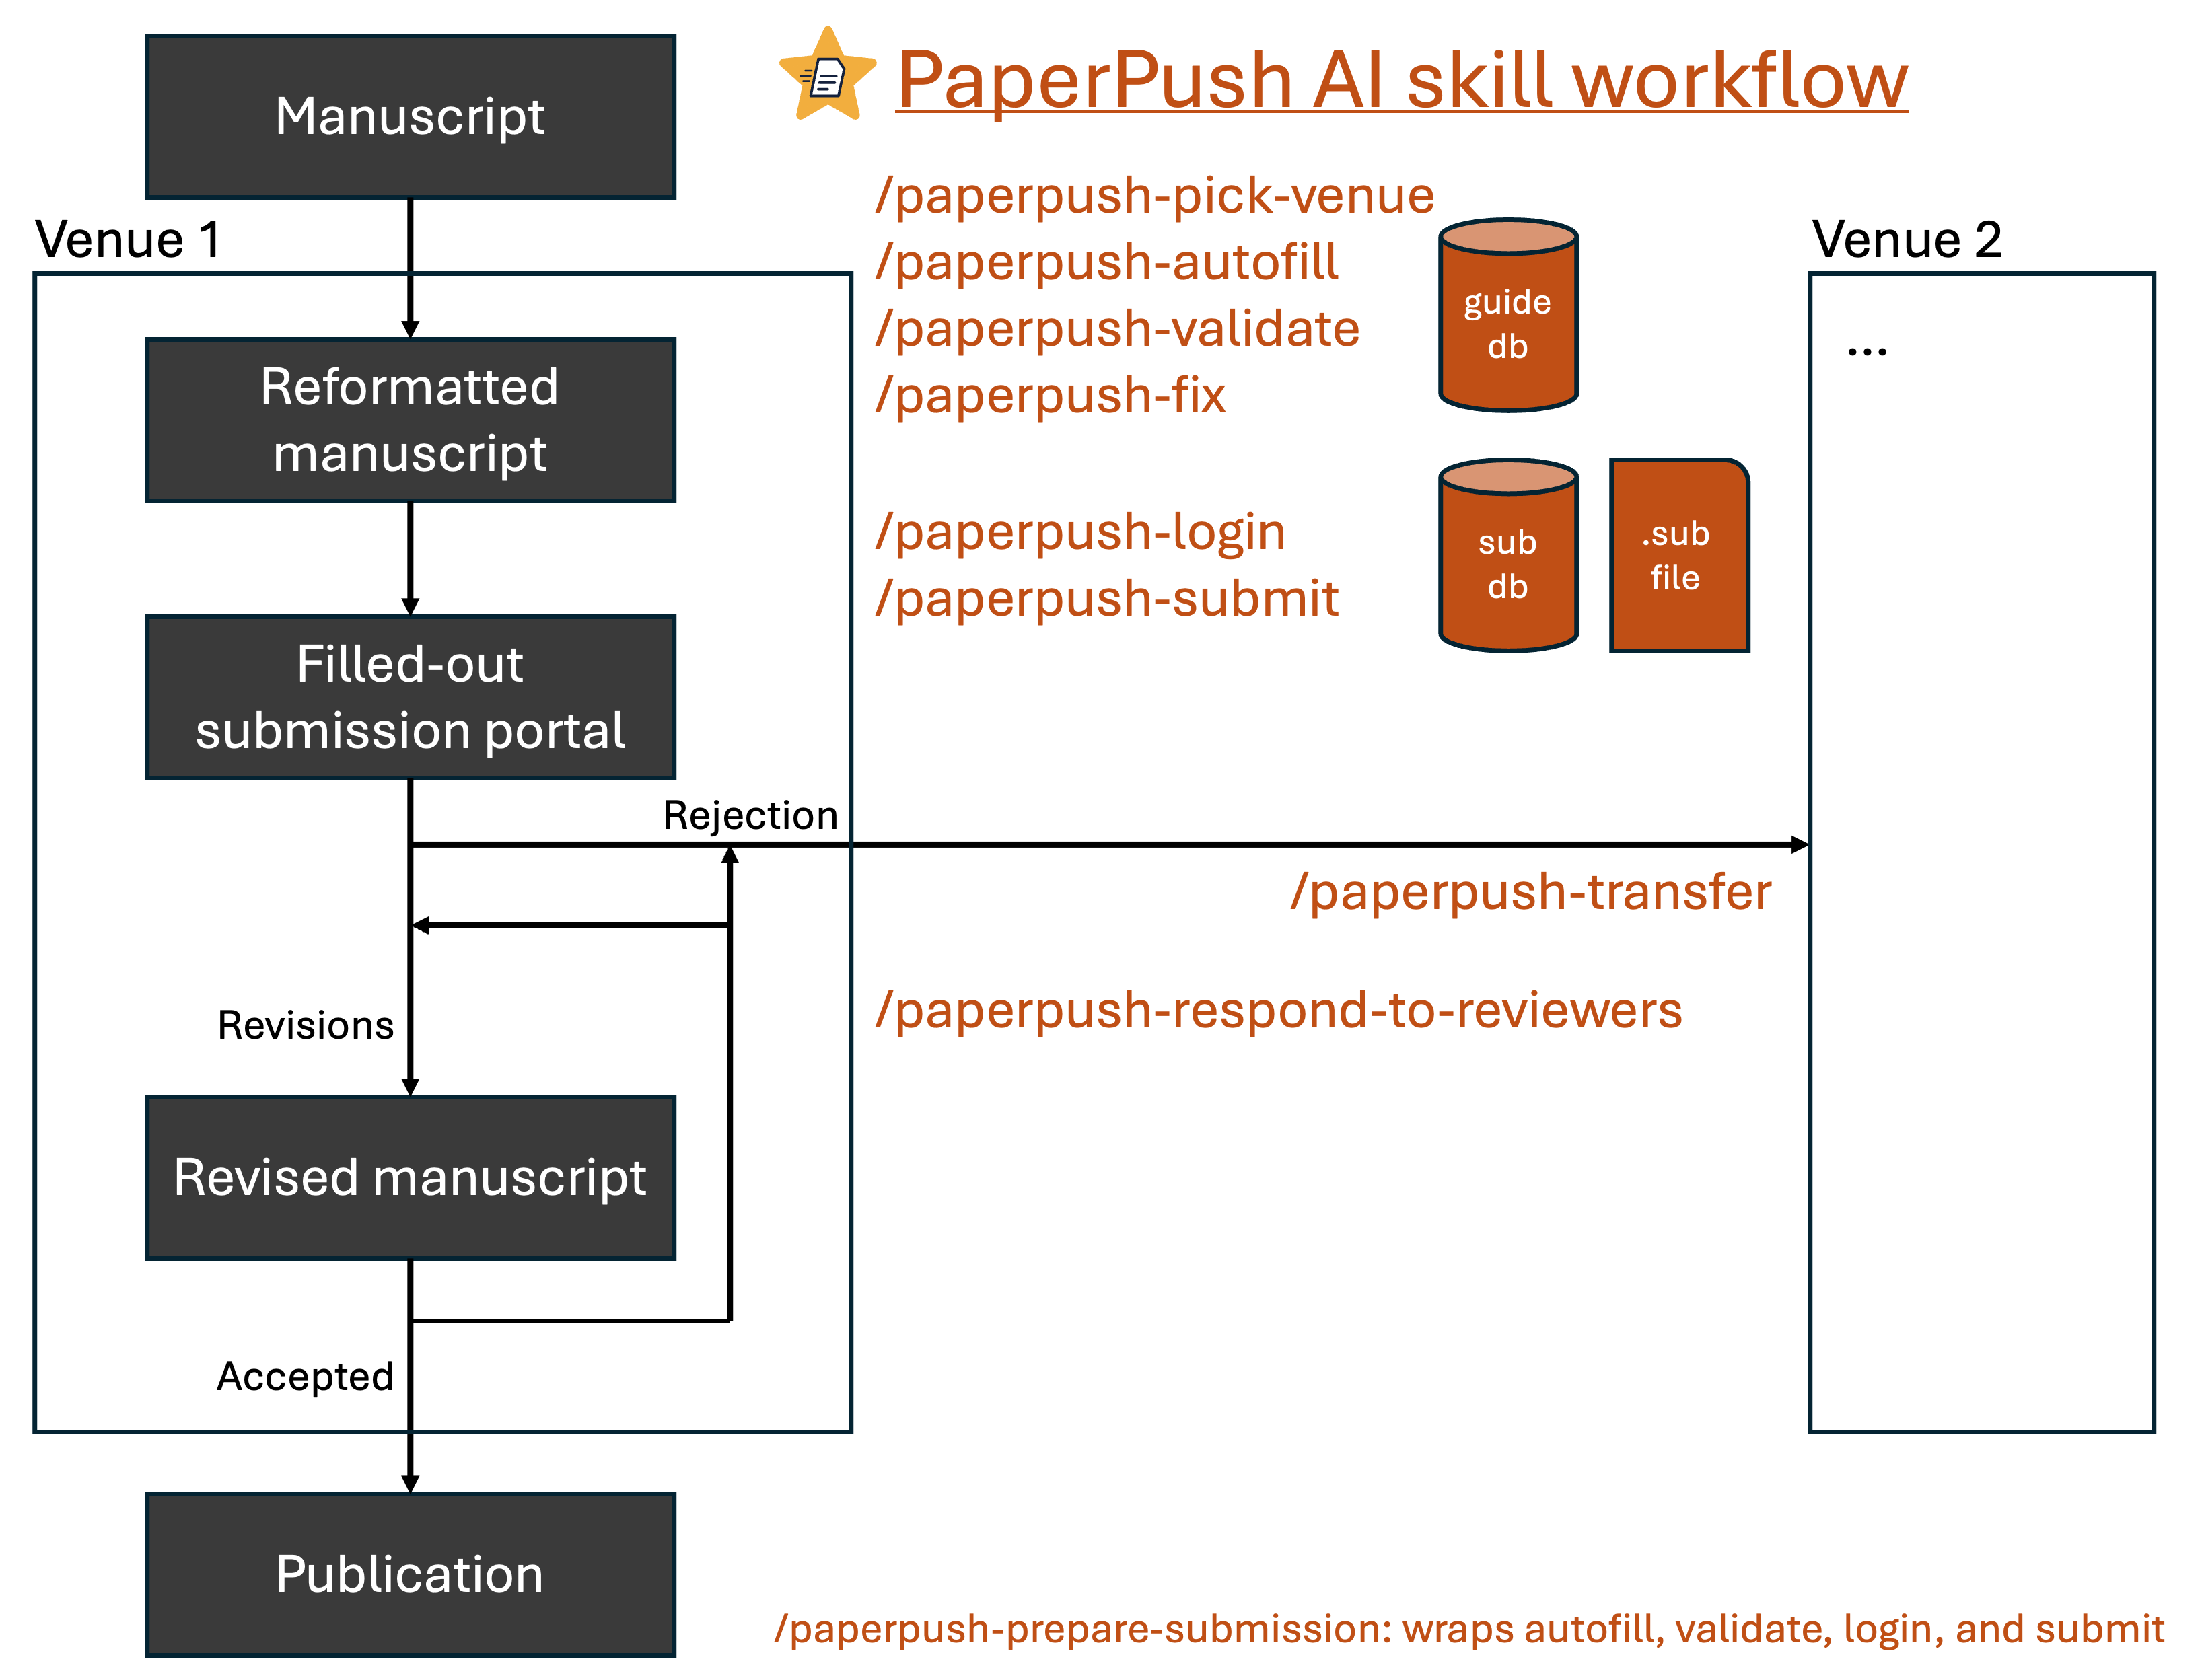 PaperPush AI skill workflow
Manuscript
Venue 1
Reformatted
manuscript
Filled-out
submission portal
Rejection
Revisions
Revised manuscript
Accepted
Publication
/paperpush-pick-venue
/paperpush-autofill
/paperpush-validate
/paperpush-fix
guide
db
/paperpush-login
/paperpush-submit
sub
db
.sub
file
/paperpush-transfer
/paperpush-respond-to-reviewers
Venue 2
...
/paperpush-prepare-submission: wraps autofill, validate, login, and submit